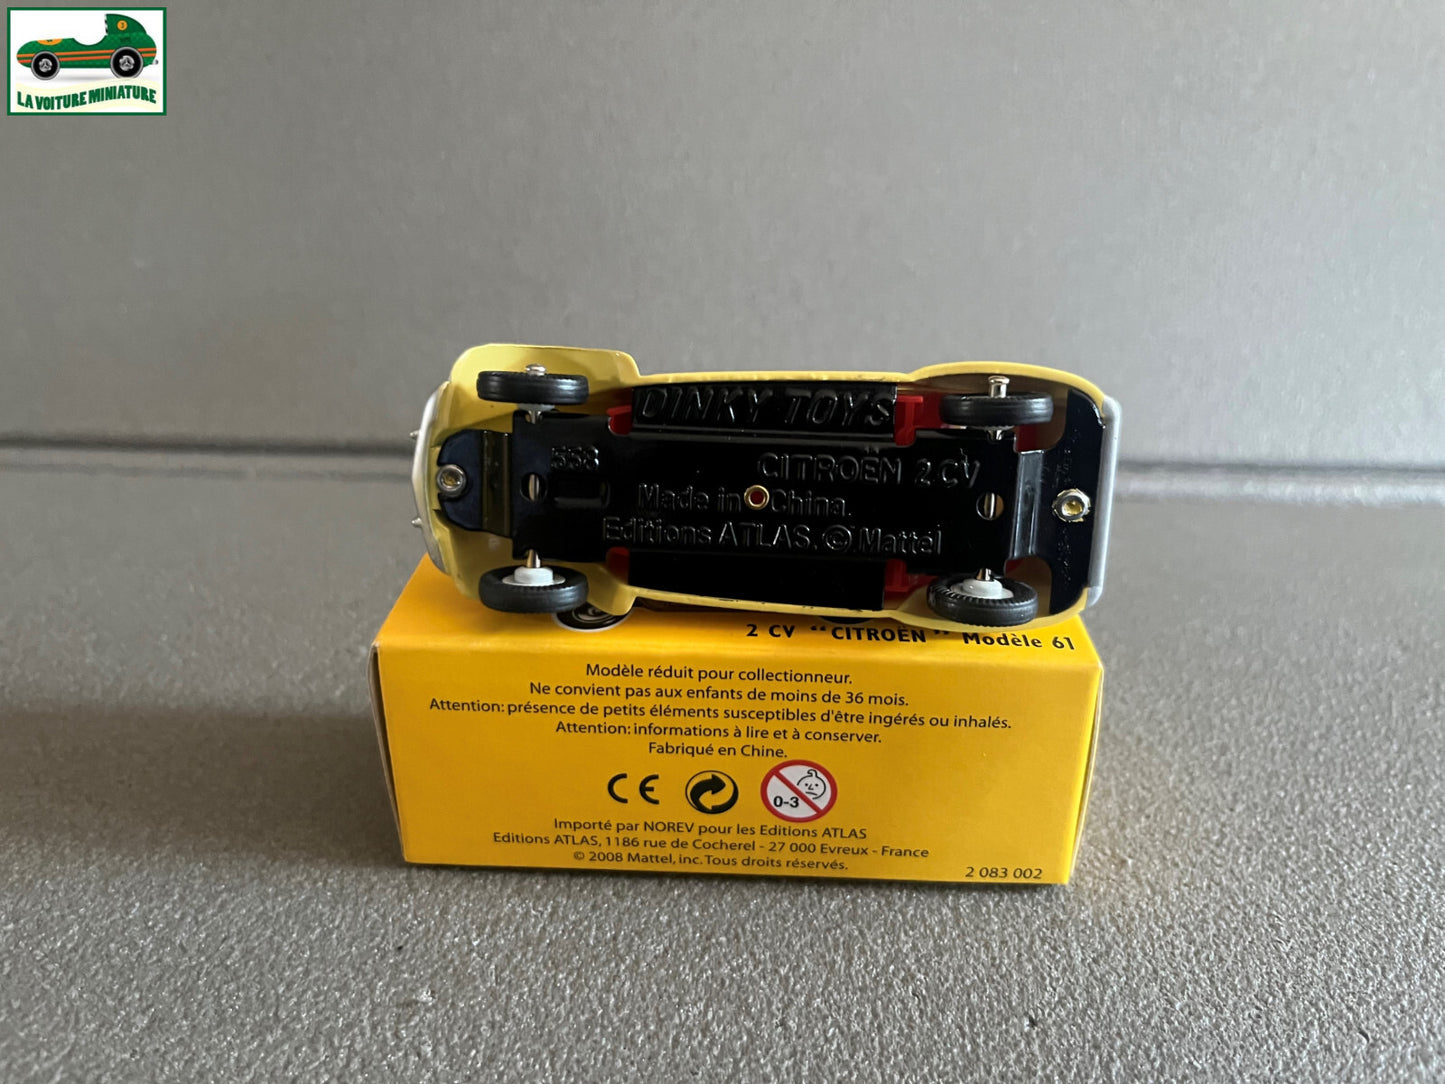 3
LA VOITURE MINIATURE
DINKY TOYS
558
CITROËN 2 CV
Made in China.
Editions ATLAS. © Mattel
2 CV “CITROËN” Modèle 61
Modèle réduit pour collectionneur.
Ne convient pas aux enfants de moins de 36 mois.
Attention: présence de petits éléments susceptibles d'être ingérés ou inhalés.
Attention: informations à lire et à conserver.
Fabriqué en Chine.
CE
0-3
Importé par NOREV pour les Editions ATLAS
Editions ATLAS, 1186 rue de Cocherel - 27 000 Evreux - France
© 2008 Mattel, inc. Tous droits réservés.
2 083 002